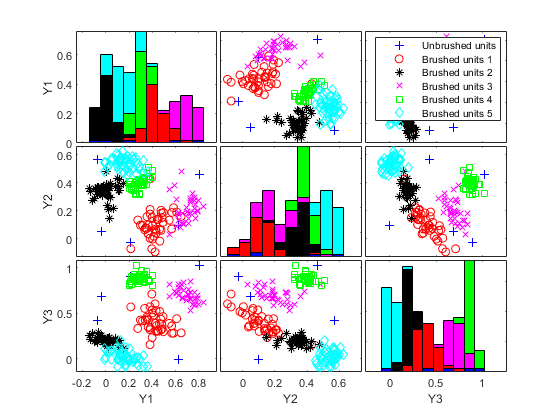 Y1
0.6
0.4
0.2
0
Unbrushed units
Brushed units 1
Brushed units 2
Brushed units 3
Brushed units 4
Brushed units 5
Y2
0.6
0.4
0.2
0
Y3
1
0.5
0
-0.2 0 0.2 0.4 0.6 0.8
0 0.2 0.4 0.6
0 0.5 1
Y1 Y2 Y3